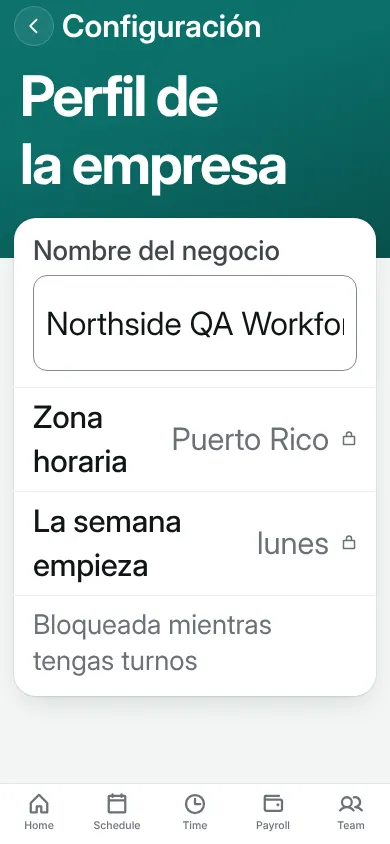 Configuración
Perfil de
la empresa
Nombre del negocio
Northside QA Workfor
Zona
horaria
Puerto Rico
La semana
empieza
lunes
Bloqueada mientras
tengas turnos
Home
Schedule
Time
Payroll
Team